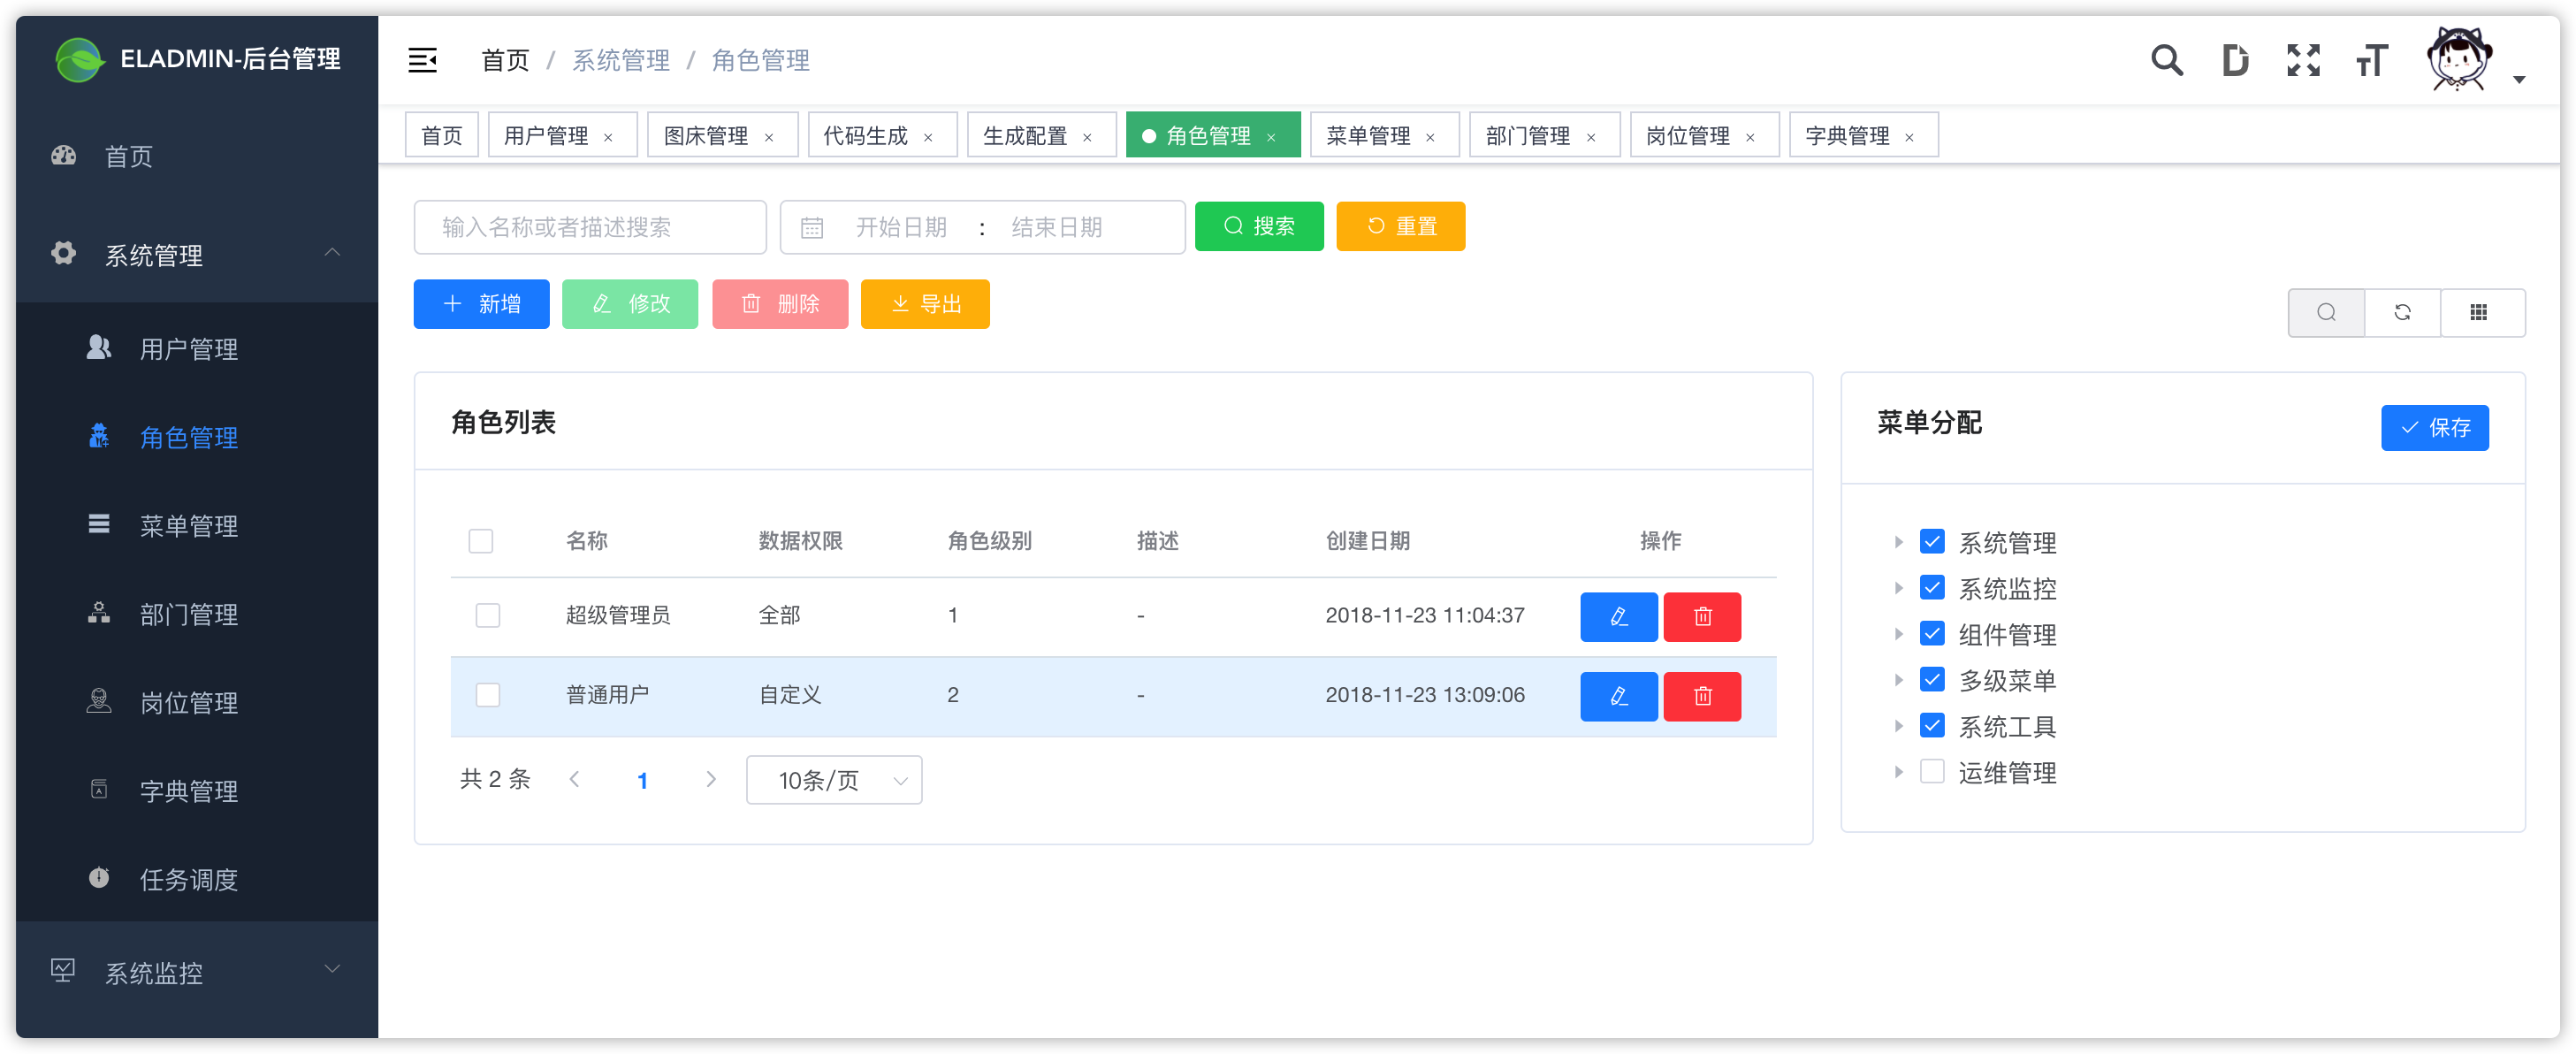 ELADMIN-后台管理
首页 / 系统管理 / 角色管理
首页
系统管理
用户管理
角色管理
菜单管理
部门管理
岗位管理
字典管理
任务调度
系统监控
首页 用户管理 × 图床管理 × 代码生成 × 生成配置 × 角色管理 × 菜单管理 × 部门管理 × 岗位管理 × 字典管理 ×
输入名称或者描述搜索 开始日期 : 结束日期 搜索 重置
新增 修改 删除 导出
角色列表
名称 数据权限 角色级别 描述 创建日期 操作
超级管理员 全部 1 - 2018-11-23 11:04:37
普通用户 自定义 2 - 2018-11-23 13:09:06
共 2 条 1 10条/页
菜单分配 保存
系统管理
系统监控
组件管理
多级菜单
系统工具
运维管理